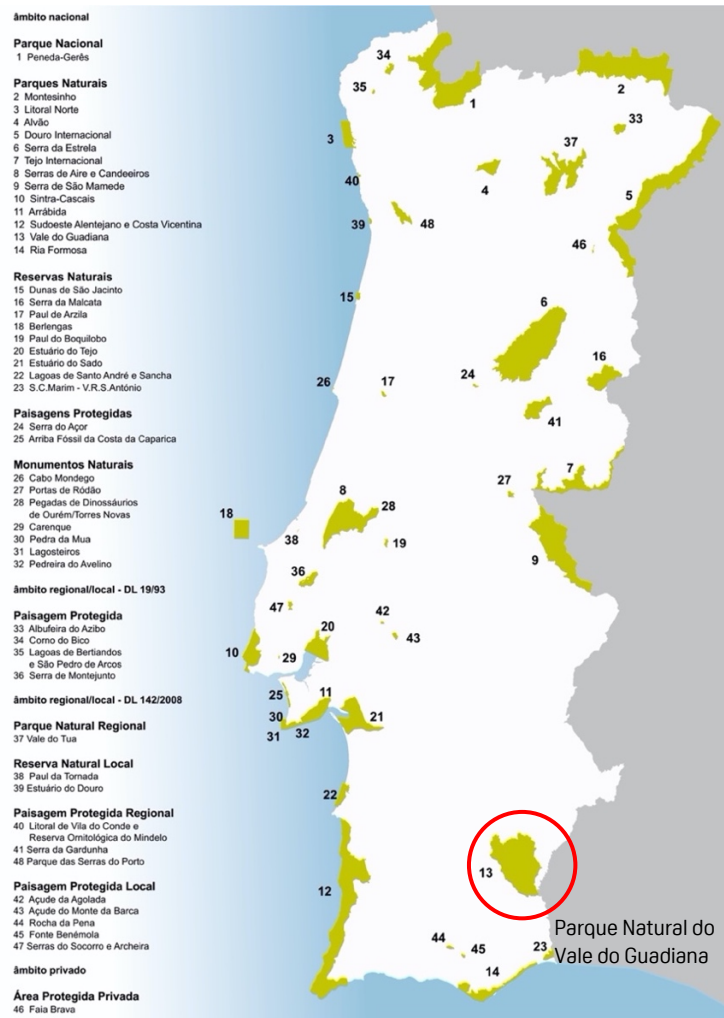 âmbito nacional
Parque Nacional
1 Peneda-Gerês
Parques Naturais
2 Montesinho
3 Litoral Norte
4 Alvão
5 Douro Internacional
6 Serra da Estrela
7 Tejo Internacional
8 Serras de Aire e Candeeiros
9 Serra de São Mamede
10 Sintra-Cascais
11 Arrábida
12 Sudoeste Alentejano e Costa Vicentina
13 Vale do Guadiana
14 Ria Formosa
Reservas Naturais
15 Dunas de São Jacinto
16 Serra da Malcata
17 Paul de Arzila
18 Berlengas
19 Paul do Boquilobo
20 Estuário do Tejo
21 Estuário do Sado
22 Lagoas de Santo André e Sancha
23 S.C.Marim - V.R.S.António
Paisagens Protegidas
24 Serra do Açor
25 Arriba Fóssil da Costa da Caparica
Monumentos Naturais
26 Cabo Mondego
27 Portas de Ródão
28 Pegadas de Dinossáurios
de Ourém/Torres Novas
29 Carenque
30 Pedra da Mua
31 Lagosteiros
32 Pedreira do Avelino
âmbito regional/local - DL 19/93
Paisagem Protegida
33 Albufeira do Azibo
34 Corno do Bico
35 Lagoas de Bertiandos
e São Pedro de Arcos
36 Serra de Montejunto
âmbito regional/local - DL 142/2008
Parque Natural Regional
37 Vale do Tua
Reserva Natural Local
38 Paul da Tornada
39 Estuário do Douro
Paisagem Protegida Regional
40 Litoral de Vila do Conde e
Reserva Ornitológica do Mindelo
41 Serra da Gardunha
48 Parque das Serras do Porto
Paisagem Protegida Local
42 Açude da Agolada
43 Açude do Monte da Barca
44 Rocha da Pena
45 Fonte Benémola
47 Serras do Socorro e Archeira
âmbito privado
Área Protegida Privada
46 Faia Brava
34
35
1
2
33
3
37
4
40
5
39
48
46
15
6
16
24
26
17
41
7
27
8
28
18
38
19
9
36
47
42
20
43
10
29
25
11
30
21
31
32
22
13
12
Parque Natural do
Vale do Guadiana
44
45
23
14